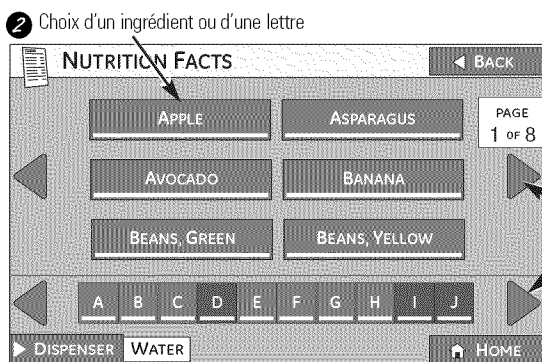 2 Choix d'un ingrédient ou d'une lettre
NUTRITION FACTS
◀ BACK
APPLE ASPARAGUS
PAGE
1 OF 8
AVOCADO BANANA
BEANS, GREEN BEANS, YELLOW
A B C D E F G H I J
▶ DISPENSER WATER HOME